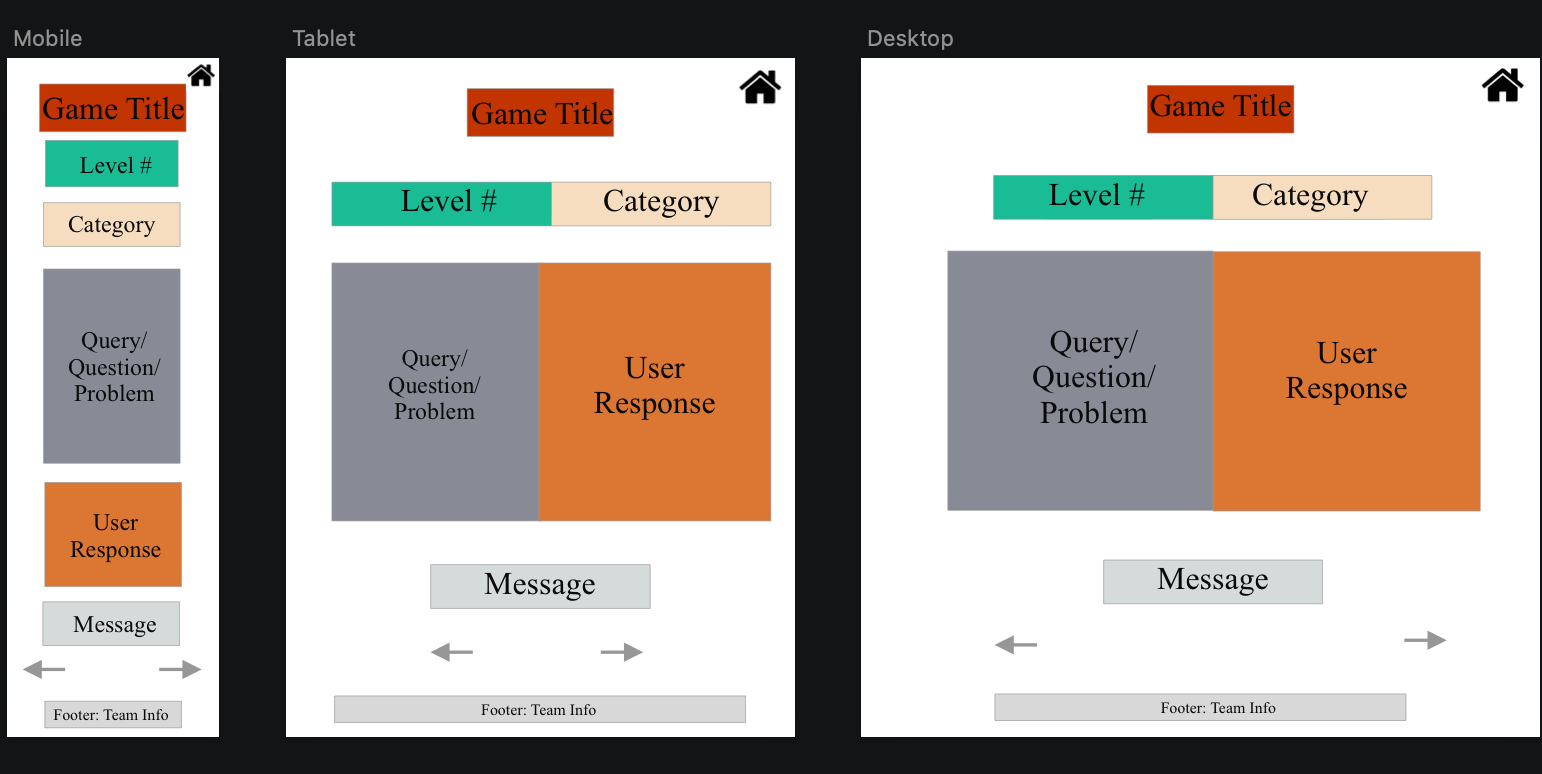 Mobile
Game Title
Level #
Category
Query/
Question/
Problem
User
Response
Message
Footer: Team Info
Tablet
Game Title
Level #
Category
Query/
Question/
Problem
User
Response
Message
Footer: Team Info
Desktop
Game Title
Level #
Category
Query/
Question/
Problem
User
Response
Message
Footer: Team Info